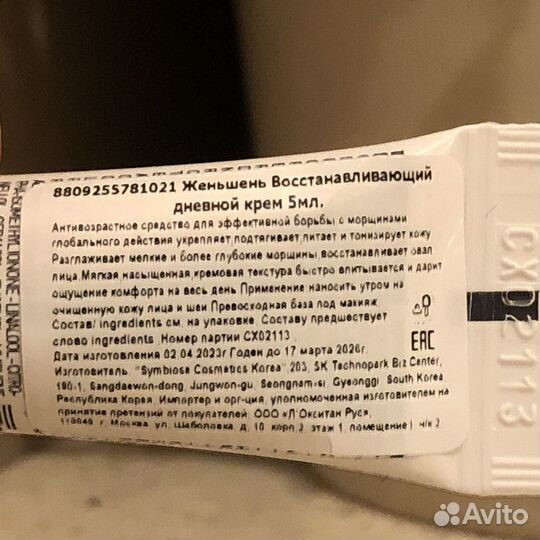 8809255781021 Женьшень Восстанавливающий
дневной крем 5мл.
Антивозрастное средство для эффективной борьбы с морщинами
глобального действия укрепляет,подтягивает,питает и тонизирует кожу
Разглаживает мелкие и более глубокие морщины,восстанавливает овал
лица.Мягкая,насыщенная,кремовая текстура быстро впитывается и дарит
ощущение комфорта на весь день Применение наносить утром на
очищенную кожу лица и шеи Превосходная база под макияж.
Состав/ ingredients см. на упаковке. Составу предшествует
слово ingredients .Номер партии CX02113 .
Дата изготовления 02 04 2023г Годен до 17 марта 2026г.
Изготовитель. "Symbiose Cosmetics Korea" 203, SK Technopark Biz Center,
190-1, Sangdaewon-dong, Jungwon-gu, Seongnam-si, Gyeonggi, South Korea
Республика Корея. Импортер и орг-ция, уполномоченная изготовителем на
принятие претензий от покупателей: ООО «Л'Окситан Рус»,
г. Москва, ул. Шаболовка, д. 10, корп 2, этаж 1, помещение
EAC
CX02113
LINALOOL
Avito